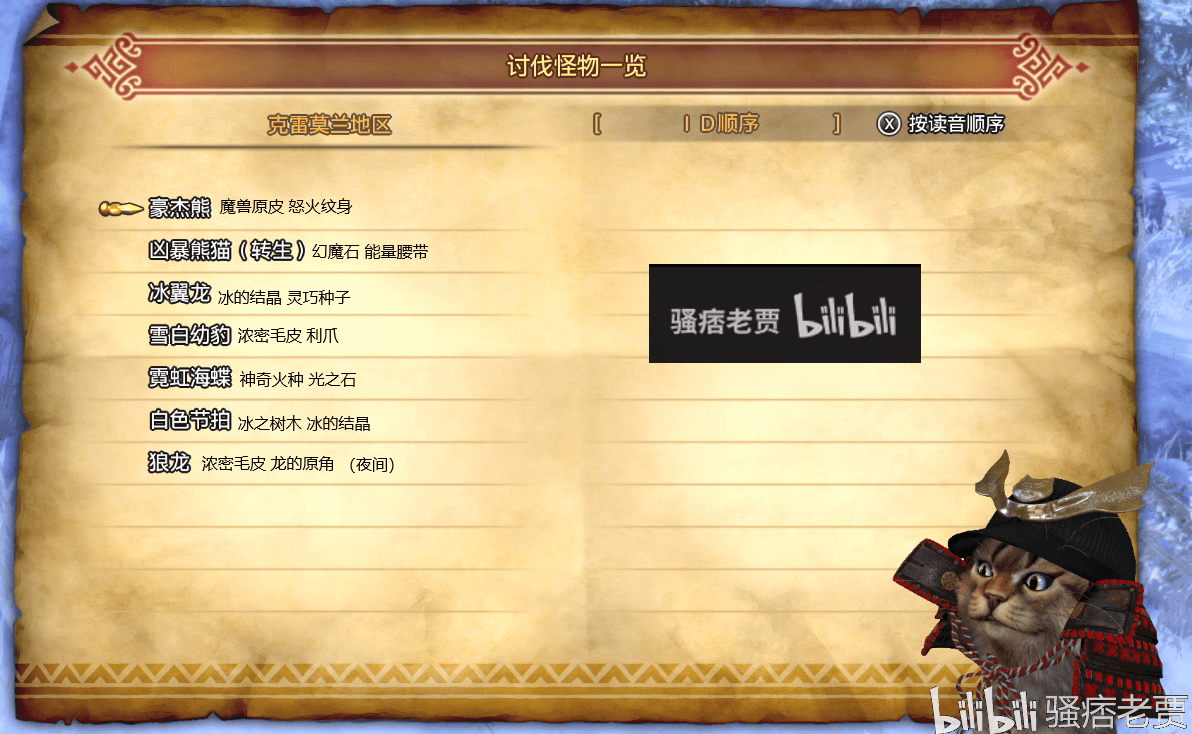 讨伐怪物一览
克雷莫兰地区 [ ID顺序 ] Ⓧ 按读音顺序
豪杰熊 魔兽原皮 怒火纹身
凶暴熊猫（转生）幻魔石 能量腰带
冰翼龙 冰的结晶 灵巧种子
雪白幼豹 浓密毛皮 利爪
霓虹海蝶 神奇火种 光之石
白色节拍 冰之树木 冰的结晶
狼龙 浓密毛皮 龙的原角 (夜间)
骚痞老贾 bilibili
bilibili 骚痞老贾